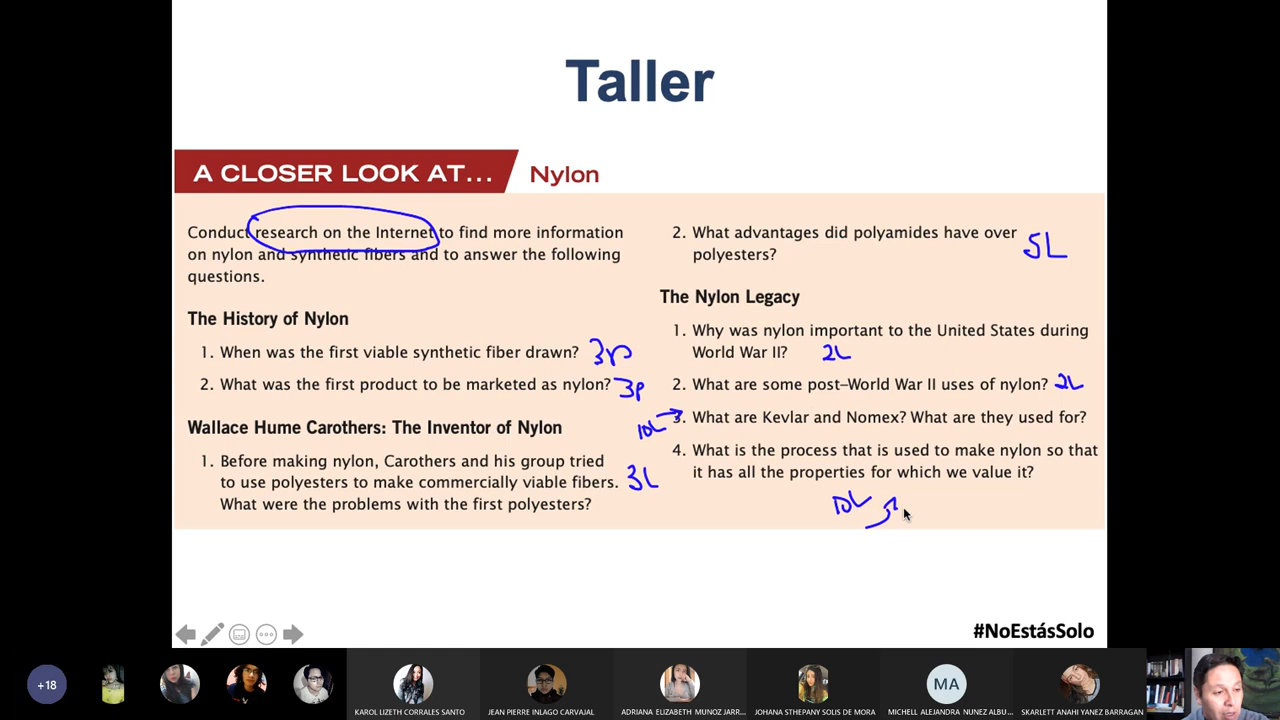 Taller
A CLOSER LOOK AT...
Nylon
Conduct research on the Internet to find more information
on nylon and synthetic fibers and to answer the following
questions.
The History of Nylon
1. When was the first viable synthetic fiber drawn? 3p
2. What was the first product to be marketed as nylon? 3p
Wallace Hume Carothers: The Inventor of Nylon
1. Before making nylon, Carothers and his group tried
to use polyesters to make commercially viable fibers. 3L
What were the problems with the first polyesters?
2. What advantages did polyamides have over
polyesters? 5L
The Nylon Legacy
1. Why was nylon important to the United States during
World War II? 2L
2. What are some post–World War II uses of nylon? 2L
10L
3. What are Kevlar and Nomex? What are they used for?
4. What is the process that is used to make nylon so that
it has all the properties for which we value it?
10L
#NoEstásSolo
+18
KAROL LIZETH CORRALES SANTO
JEAN PIERRE INLAGO CARVAJAL
ADRIANA ELIZABETH MUNOZ JARR...
JOHANA STHEPANY SOLIS DE MORA
MA
MICHELL ALEJANDRA NUNEZ ALBU...
SKARLETT ANAHI YANEZ BARRAGAN